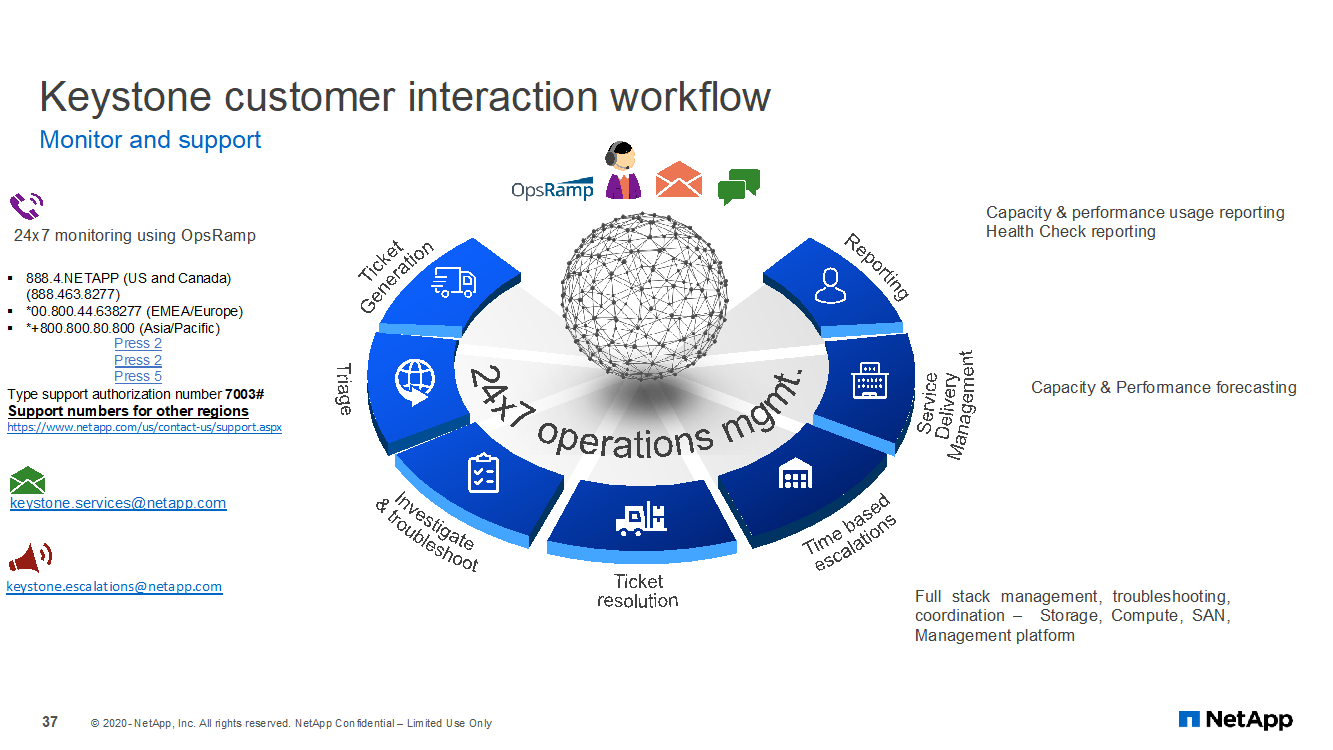 Keystone customer interaction workflow
Monitor and support
OpsRamp
24x7 monitoring using OpsRamp
▪ 888.4.NETAPP (US and Canada)
(888.463.8277)
▪ *00.800.44.638277 (EMEA/Europe)
▪ *+800.800.80.800 (Asia/Pacific)
Press 2
Press 2
Press 5
Type support authorization number 7003#
Support numbers for other regions
https://www.netapp.com/us/contact-us/support.aspx
keystone.services@netapp.com
keystone.escalations@netapp.com
Ticket
Generation
Triage
Investigate
& troubleshoot
Ticket
resolution
Time based
escalations
Service
Delivery
Management
Reporting
24x7 operations mgmt.
Capacity & performance usage reporting
Health Check reporting
Capacity & Performance forecasting
Full stack management, troubleshooting,
coordination – Storage, Compute, SAN,
Management platform
37
© 2020- NetApp, Inc. All rights reserved. NetApp Confidential – Limited Use Only
NetApp